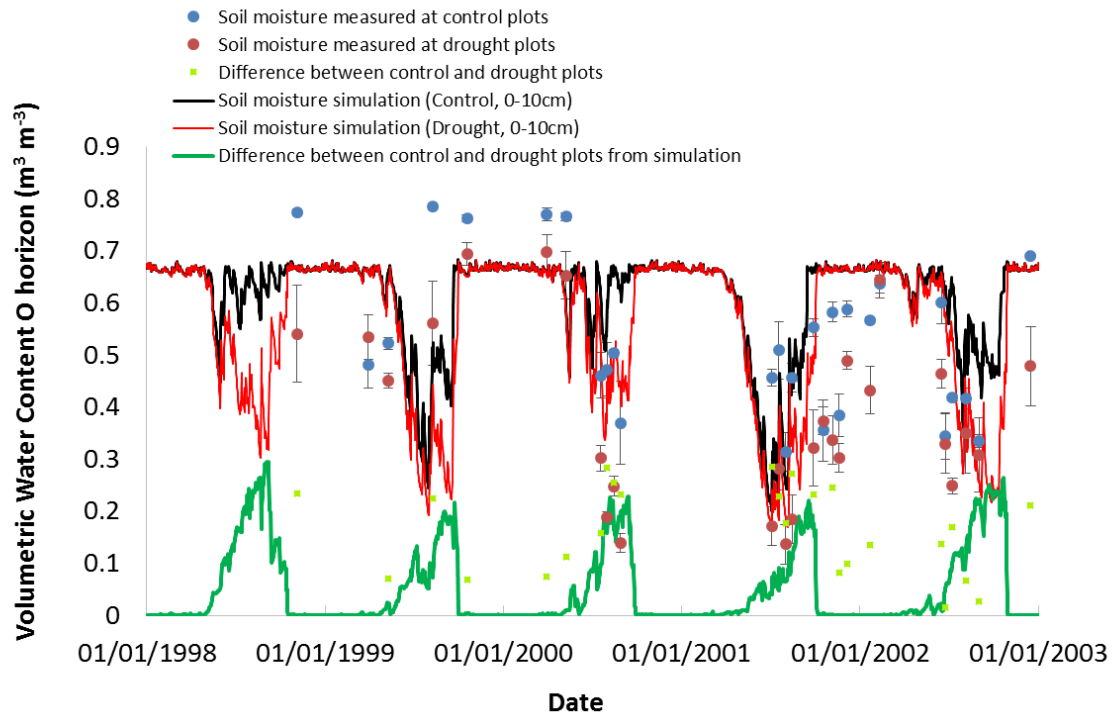 Soil moisture measured at control plots
Soil moisture measured at drought plots
Difference between control and drought plots
Soil moisture simulation (Control, 0-10cm)
Soil moisture simulation (Drought, 0-10cm)
Difference between control and drought plots from simulation
Volumetric Water Content O horizon (m³ m⁻³)
0.9
0.8
0.7
0.6
0.5
0.4
0.3
0.2
0.1
0
01/01/1998 01/01/1999 01/01/2000 01/01/2001 01/01/2002 01/01/2003
Date